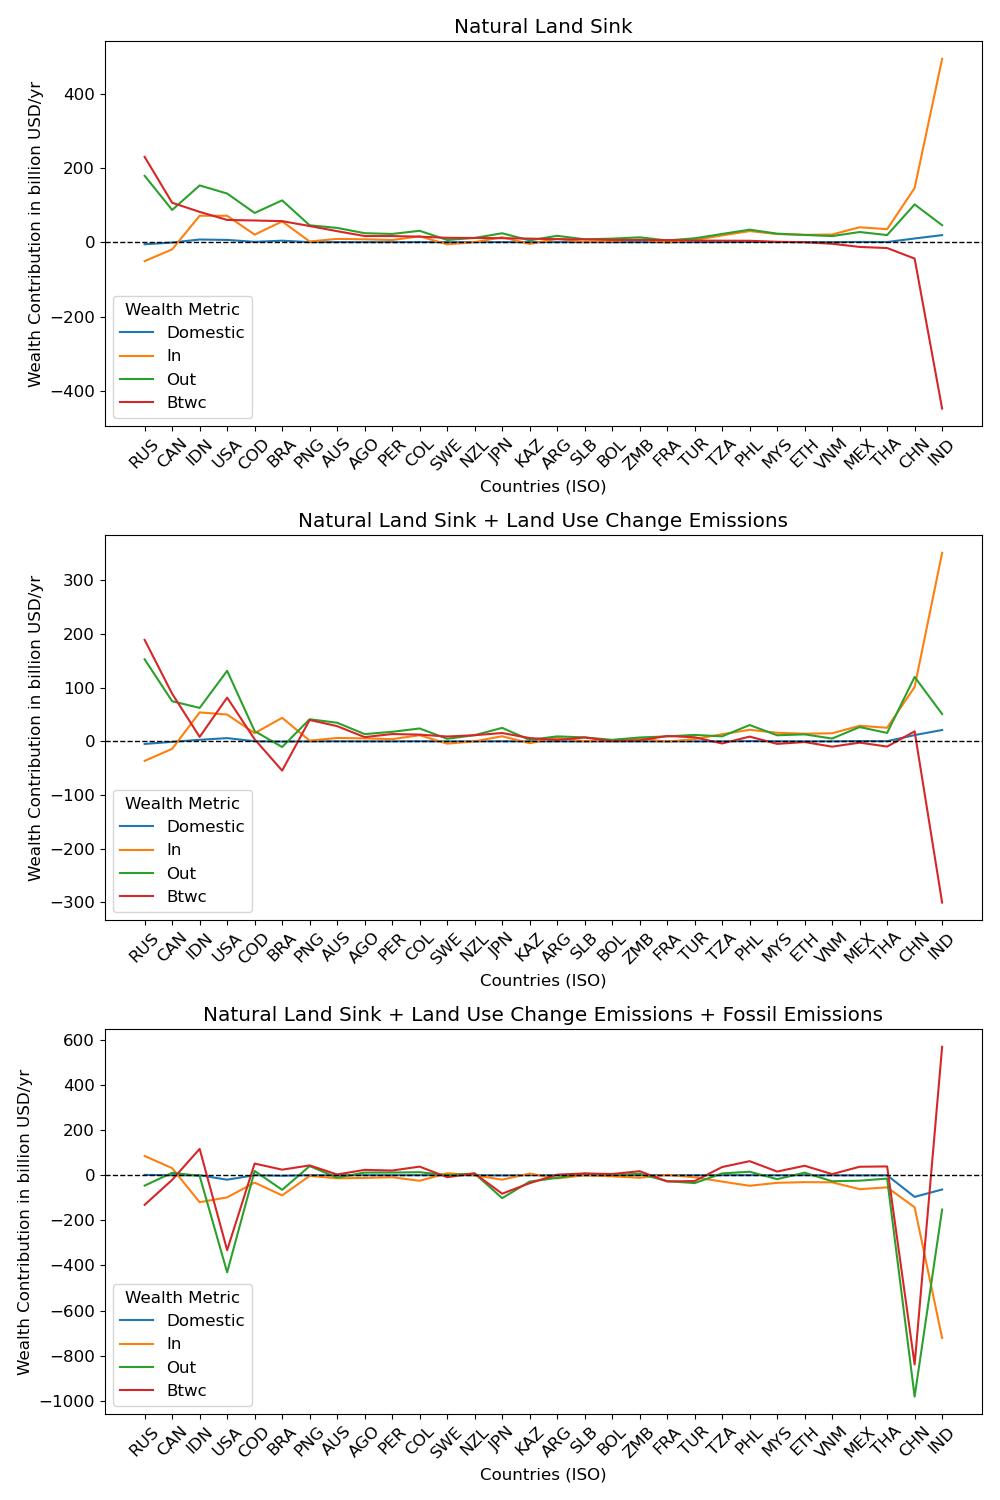 Natural Land Sink
Wealth Contribution in billion USD/yr
400
200
0
−200
−400
Wealth Metric
Domestic
In
Out
Btwc
RUS CAN IDN USA COD BRA PNG AUS AGO PER COL SWE NZL JPN KAZ ARG SLB BOL ZMB FRA TUR TZA PHL MYS ETH VNM MEX THA CHN IND
Countries (ISO)
Natural Land Sink + Land Use Change Emissions
Wealth Contribution in billion USD/yr
300
200
100
0
−100
−200
−300
Wealth Metric
Domestic
In
Out
Btwc
RUS CAN IDN USA COD BRA PNG AUS AGO PER COL SWE NZL JPN KAZ ARG SLB BOL ZMB FRA TUR TZA PHL MYS ETH VNM MEX THA CHN IND
Countries (ISO)
Natural Land Sink + Land Use Change Emissions + Fossil Emissions
Wealth Contribution in billion USD/yr
600
400
200
0
−200
−400
−600
−800
−1000
Wealth Metric
Domestic
In
Out
Btwc
RUS CAN IDN USA COD BRA PNG AUS AGO PER COL SWE NZL JPN KAZ ARG SLB BOL ZMB FRA TUR TZA PHL MYS ETH VNM MEX THA CHN IND
Countries (ISO)